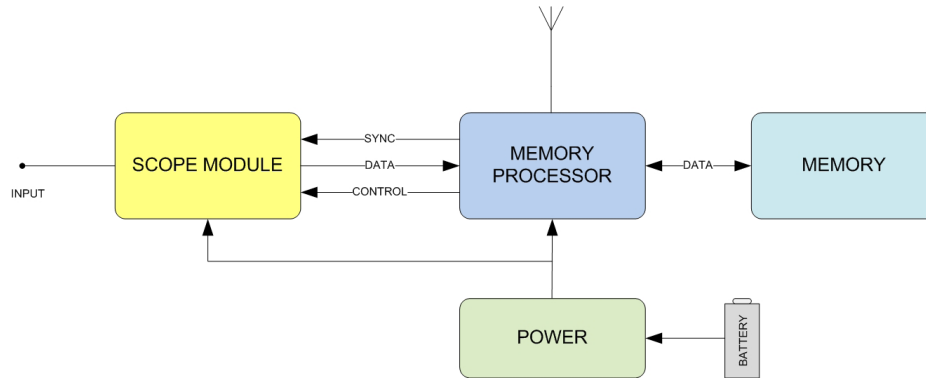 SYNC
SCOPE MODULE
DATA
MEMORY
PROCESSOR
DATA
MEMORY
INPUT
CONTROL
POWER
BATTERY